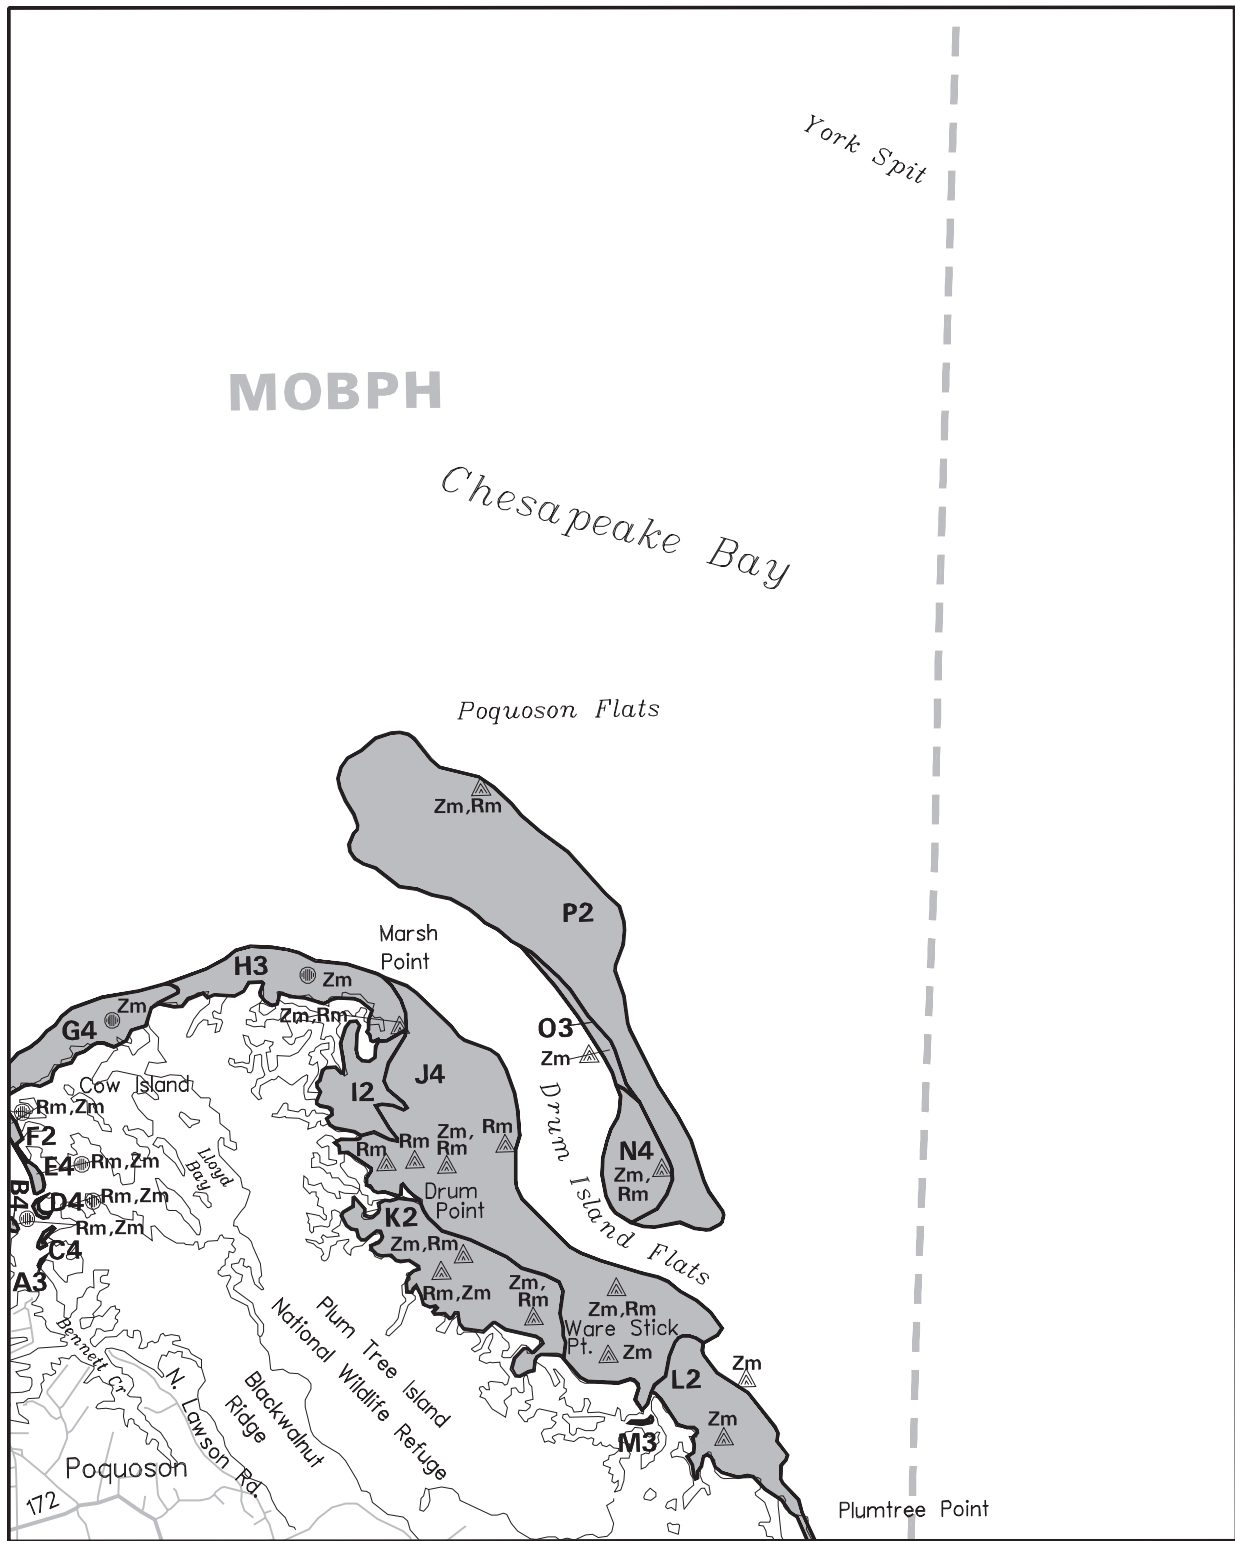 York Spit
MOBPH
Chesapeake Bay
Poquoson Flats
Zm,Rm
P2
Marsh
Point
H3
Zm
Zm
G4
Zm,Rm
O3
Zm
J4
I2
Cow Island
Rm,Zm
F2
Drum Island Flats
Rm
Rm
Zm,
Rm
Rm
N4
Zm,
Rm
E4
Rm,Zm
Lloyd
Bay
B4
D4
Rm,Zm
Drum
Point
K2
Rm,Zm
C4
Zm,Rm
A3
Rm,Zm
Zm,
Rm
Zm,Rm
Ware Stick
Pt.
Zm
Bennett Cr
Plum Tree Island
National Wildlife Refuge
L2
Zm
Zm
N. Lawson Rd.
Blackwalnut
Ridge
M3
Poquoson
172
Plumtree Point